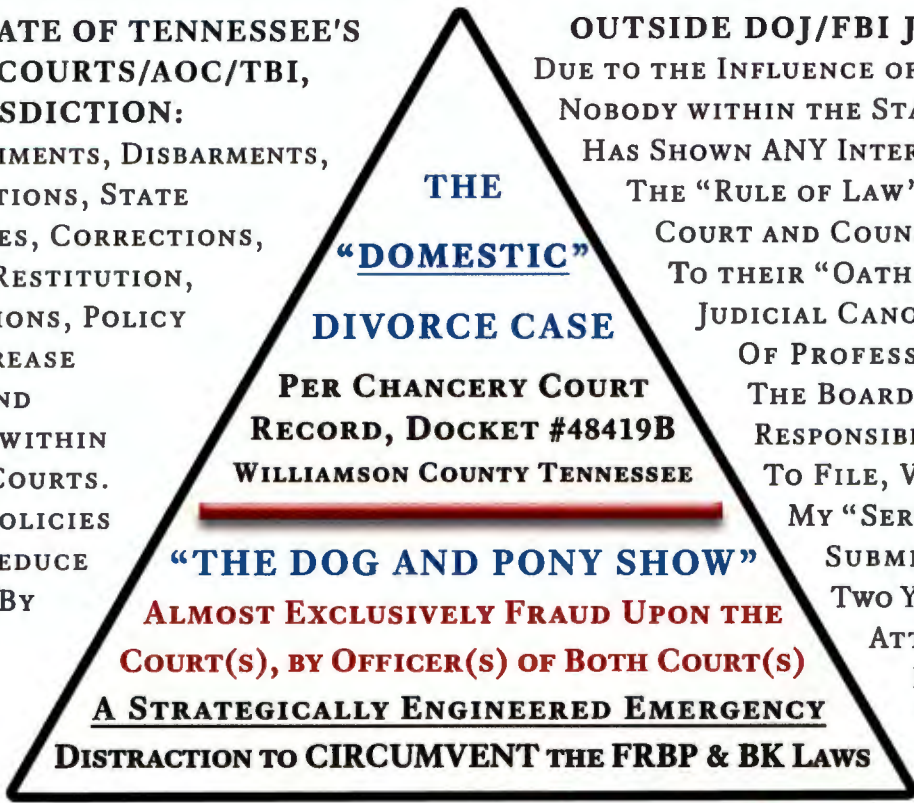 ATE OF TENNESSEE'S
COURTS/AOC/TBI,
SDICTION:
IMENTS, DISBARMENTS,
TIONS, STATE
ES, CORRECTIONS,
RESTITUTION,
IONS, POLICY
REASE
ND
WITHIN
COURTS.
OLICIES
EDUCE
BY
THE
“DOMESTIC”
DIVORCE CASE
PER CHANCERY COURT
RECORD, DOCKET #48419B
WILLIAMSON COUNTY TENNESSEE
“THE DOG AND PONY SHOW”
ALMOST EXCLUSIVELY FRAUD UPON THE
COURT(S), BY OFFICER(S) OF BOTH COURT(S)
A STRATEGICALLY ENGINEERED EMERGENCY
DISTRACTION TO CIRCUMVENT THE FRBP & BK LAWS
OUTSIDE DOJ/FBI J
DUE TO THE INFLUENCE OF
NOBODY WITHIN THE STA
HAS SHOWN ANY INTER
THE “RULE OF LAW”
COURT AND COUN
TO THEIR “OATH
JUDICIAL CANO
OF PROFESS
THE BOARD
RESPONSIBI
TO FILE, V
MY “SER
SUBMI
TWO Y
ATT